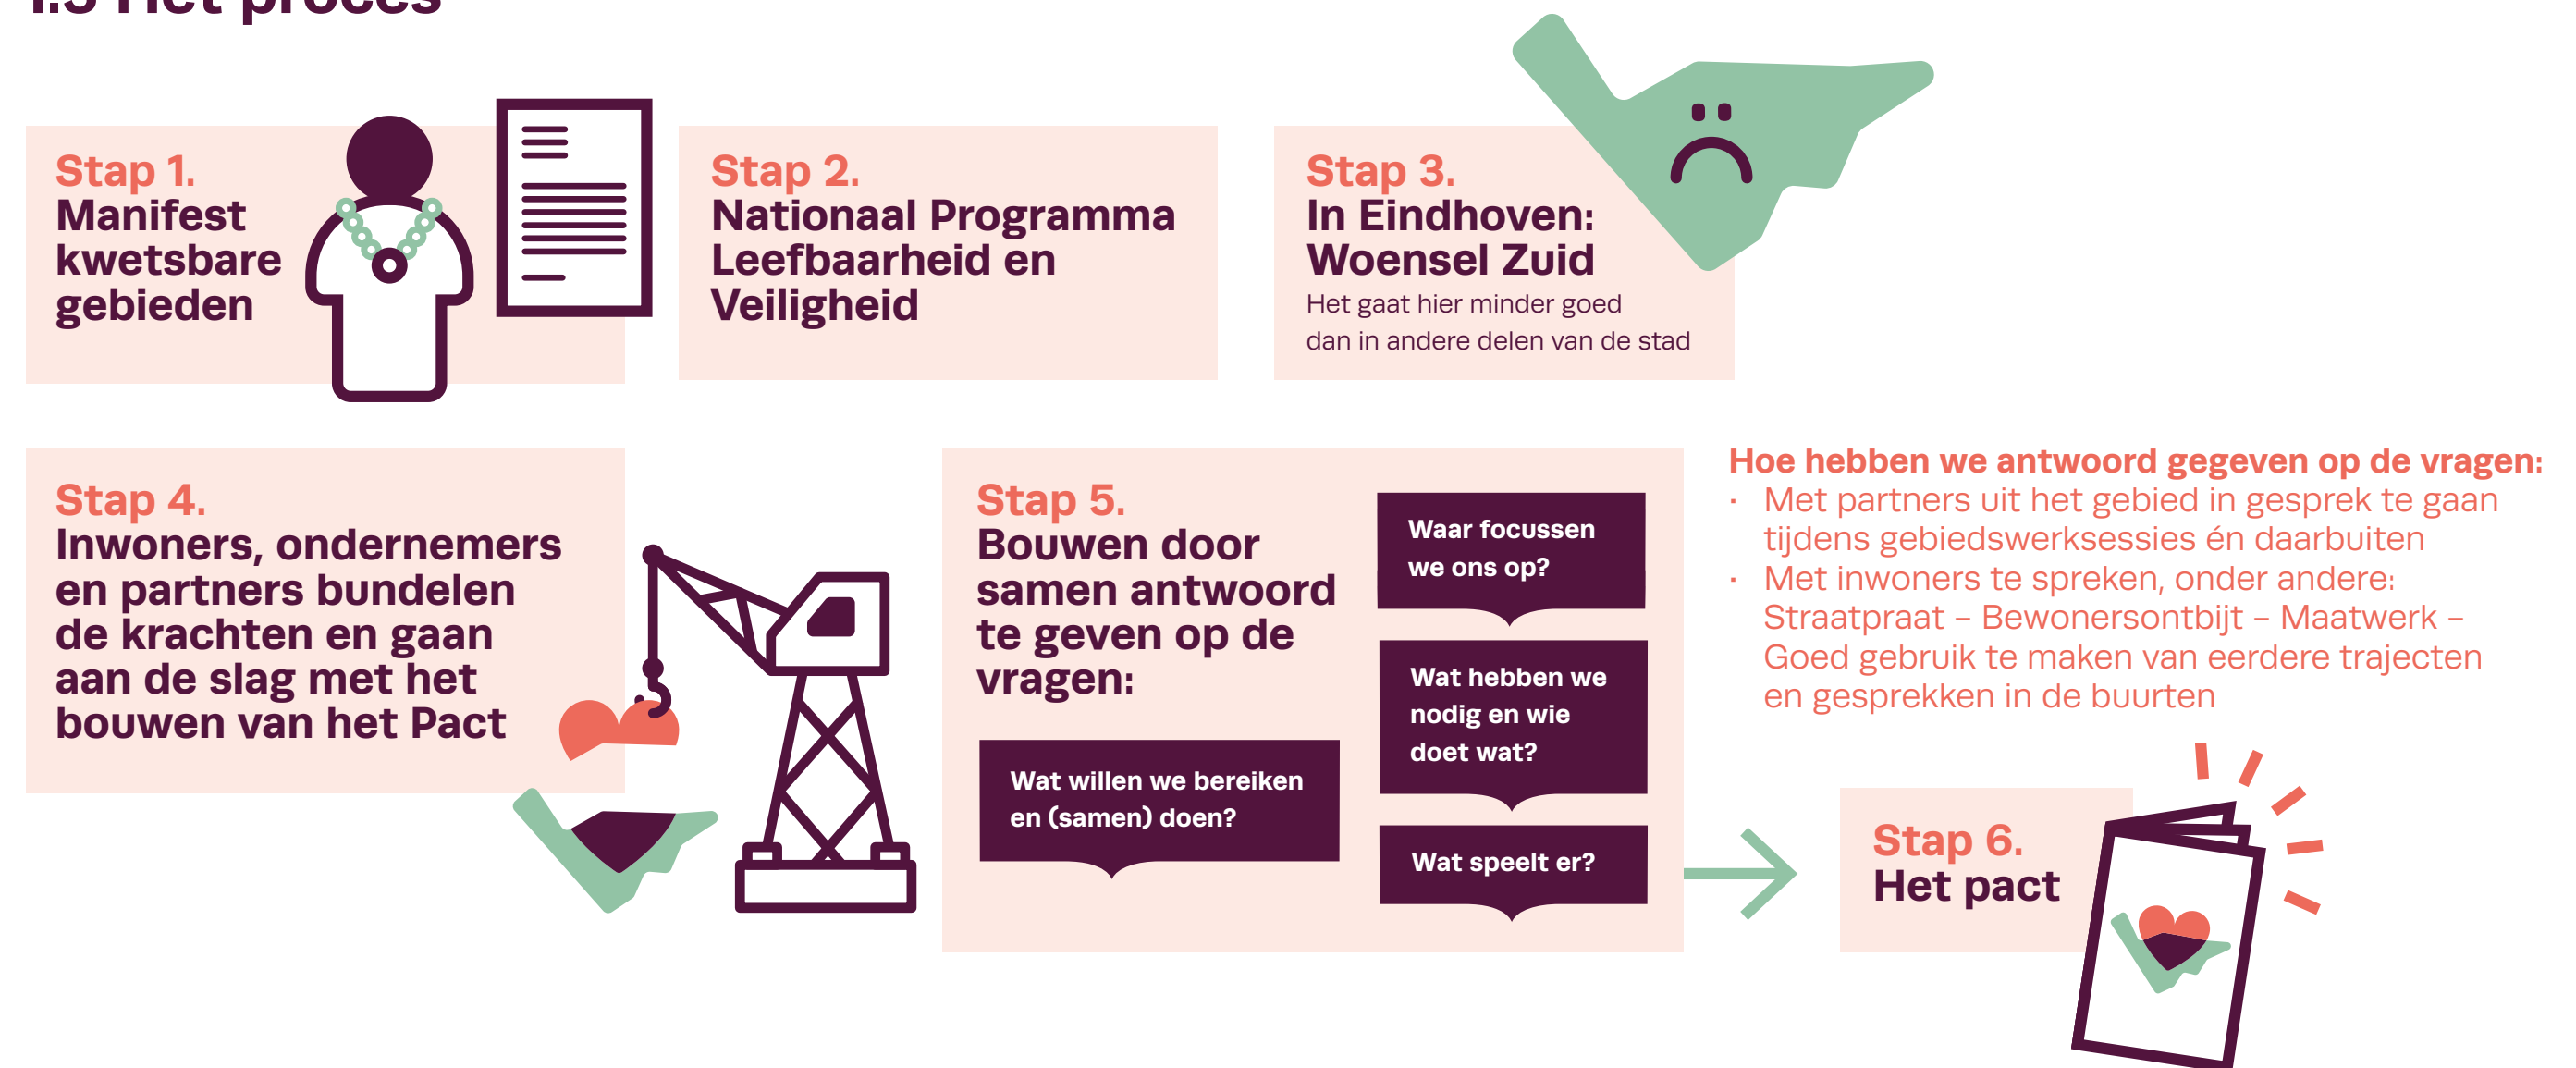 1.3 Het proces
Stap 1.
Manifest
kwetsbare
gebieden
Stap 2.
Nationaal Programma
Leefbaarheid en
Veiligheid
Stap 3.
In Eindhoven:
Woensel Zuid
Het gaat hier minder goed
dan in andere delen van de stad
Stap 4.
Inwoners, ondernemers
en partners bundelen
de krachten en gaan
aan de slag met het
bouwen van het Pact
Stap 5.
Bouwen door
samen antwoord
te geven op de
vragen:
Wat willen we bereiken
en (samen) doen?
Waar focussen
we ons op?
Wat hebben we
nodig en wie
doet wat?
Wat speelt er?
Hoe hebben we antwoord gegeven op de vragen:
· Met partners uit het gebied in gesprek te gaan
tijdens gebiedswerksessies én daarbuiten
· Met inwoners te spreken, onder andere:
Straatpraat – Bewonersontbijt – Maatwerk –
Goed gebruik te maken van eerdere trajecten
en gesprekken in de buurten
Stap 6.
Het pact